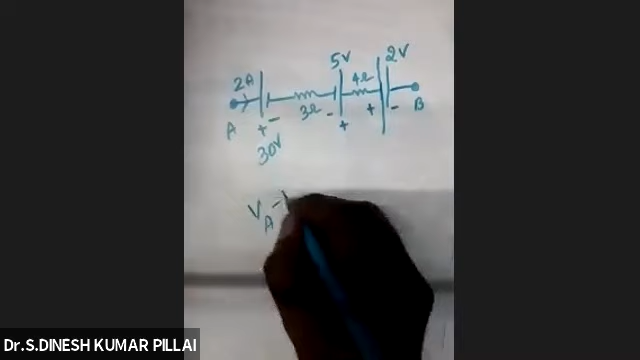 5V 2V
2A 4Ω
A + - 3Ω - + + - B
30V
V_A -
Dr.S.DINESH KUMAR PILLAI